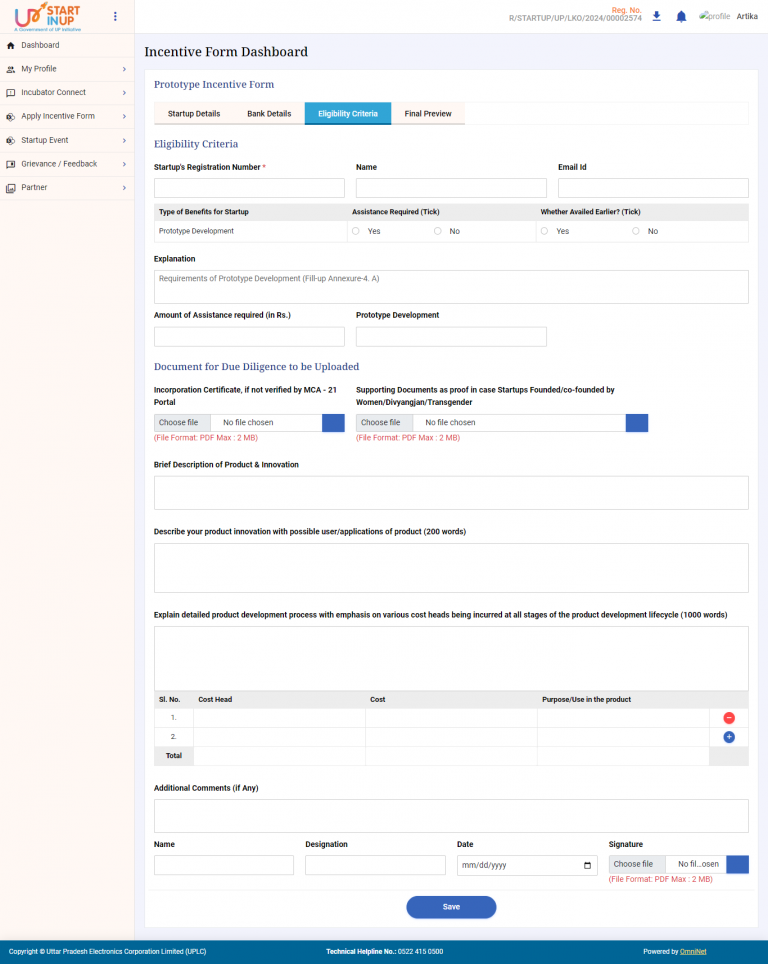 UP START IN UP
A Government of UP Initiative
Reg. No.
R/STARTUP/UP/LKO/2024/00002574
profile
Artika
Dashboard
My Profile
Incubator Connect
Apply Incentive Form
Startup Event
Grievance / Feedback
Partner
Incentive Form Dashboard
Prototype Incentive Form
Startup Details Bank Details Eligibility Criteria Final Preview
Eligibility Criteria
Startup's Registration Number * Name Email Id
Type of Benefits for Startup Assistance Required (Tick) Whether Availed Earlier? (Tick)
Prototype Development Yes No Yes No
Explanation
Requirements of Prototype Development (Fill-up Annexure-4. A)
Amount of Assistance required (in Rs.) Prototype Development
Document for Due Diligence to be Uploaded
Incorporation Certificate, if not verified by MCA - 21
Portal
Supporting Documents as proof in case Startups Founded/co-founded by
Women/Divyangjan/Transgender
Choose file No file chosen Choose file No file chosen
(File Format: PDF Max : 2 MB) (File Format: PDF Max : 2 MB)
Brief Description of Product & Innovation
Describe your product innovation with possible user/applications of product (200 words)
Explain detailed product development process with emphasis on various cost heads being incurred at all stages of the product development lifecycle (1000 words)
Sl. No. Cost Head Cost Purpose/Use in the product
1.
2.
Total
Additional Comments (if Any)
Name Designation Date Signature
mm/dd/yyyy Choose file No fil...osen
(File Format: PDF Max : 2 MB)
Save
Copyright © Uttar Pradesh Electronics Corporation Limited (UPLC) Technical Helpline No.: 0522 415 0500 Powered by OmniNet